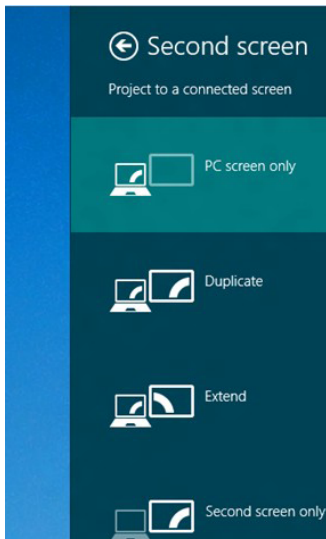 Second screen
Project to a connected screen
PC screen only
Duplicate
Extend
Second screen only